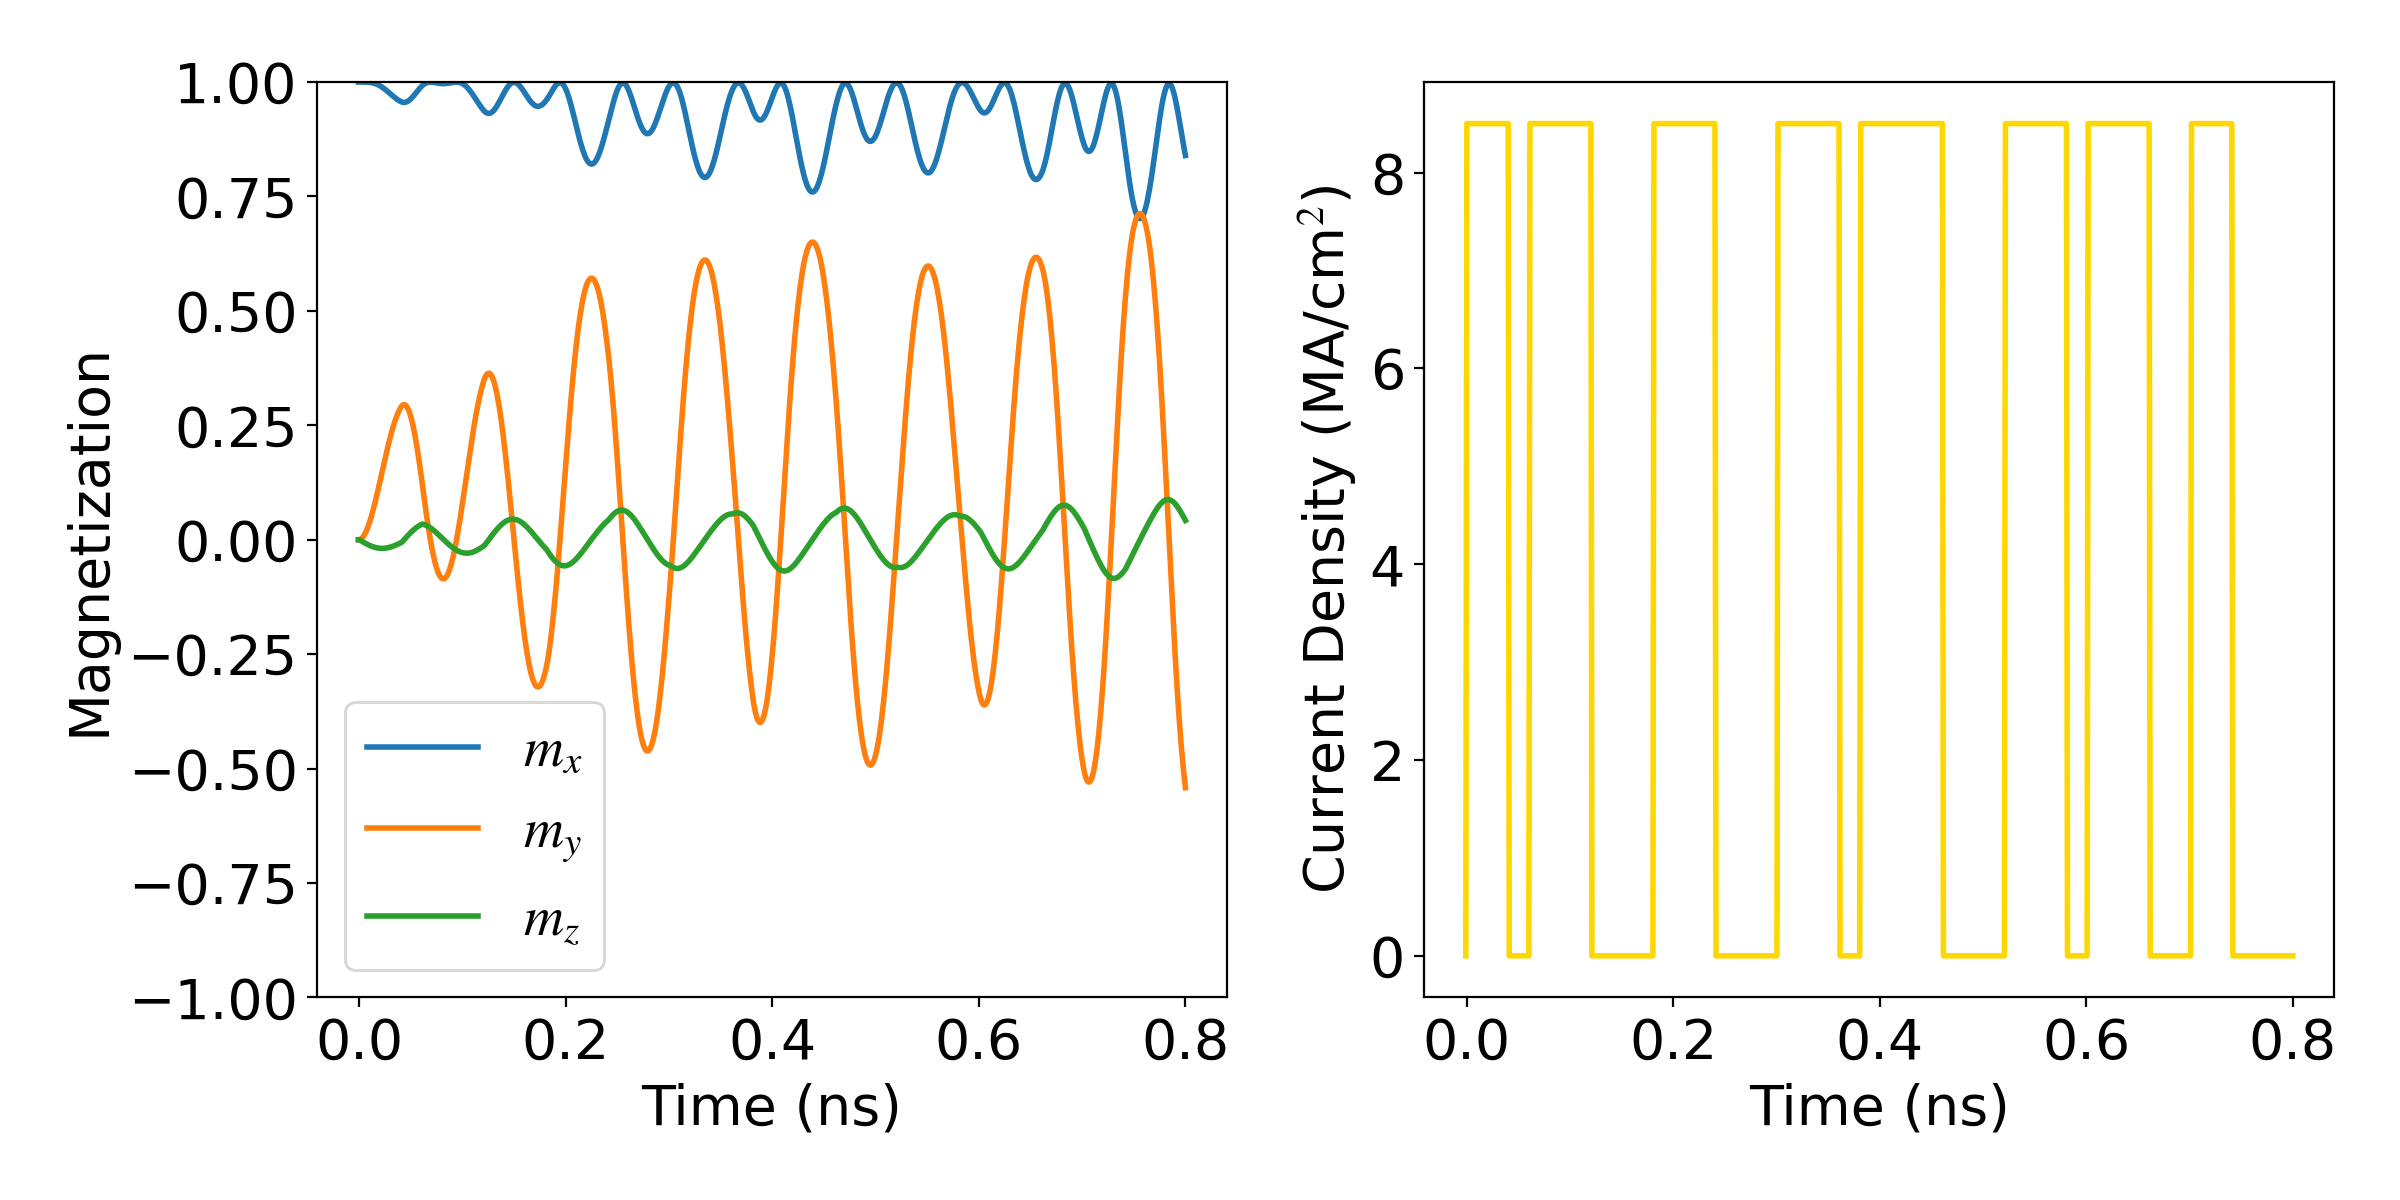 1.00
0.75
0.50
0.25
0.00
−0.25
−0.50
−0.75
−1.00
Magnetization
m_x
m_y
m_z
0.0 0.2 0.4 0.6 0.8
Time (ns)
8
6
4
2
0
Current Density (MA/cm²)
0.0 0.2 0.4 0.6 0.8
Time (ns)